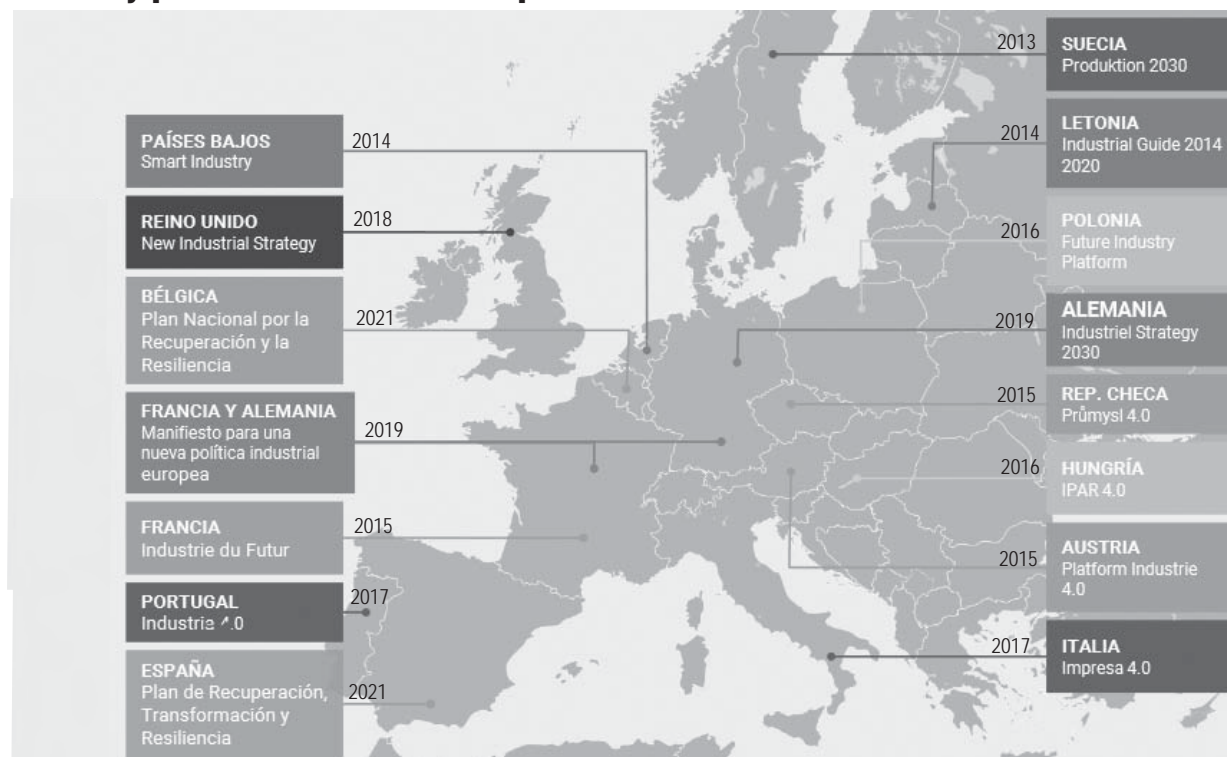 PAÍSES BAJOS
Smart Industry
2014
REINO UNIDO
New Industrial Strategy
2018
BÉLGICA
Plan Nacional por la
Recuperación y la
Resiliencia
2021
FRANCIA Y ALEMANIA
Manifiesto para una
nueva política industrial
europea
2019
FRANCIA
Industrie du Futur
2015
PORTUGAL
Industria 4.0
2017
ESPAÑA
Plan de Recuperación,
Transformación y
Resiliencia
2021
2013
SUECIA
Produktion 2030
2014
LETONIA
Industrial Guide 2014
2020
2016
POLONIA
Future Industry
Platform
2019
ALEMANIA
Industriel Strategy
2030
2015
REP. CHECA
Průmysl 4.0
2016
HUNGRÍA
IPAR 4.0
2015
AUSTRIA
Platform Industrie
4.0
2017
ITALIA
Impresa 4.0